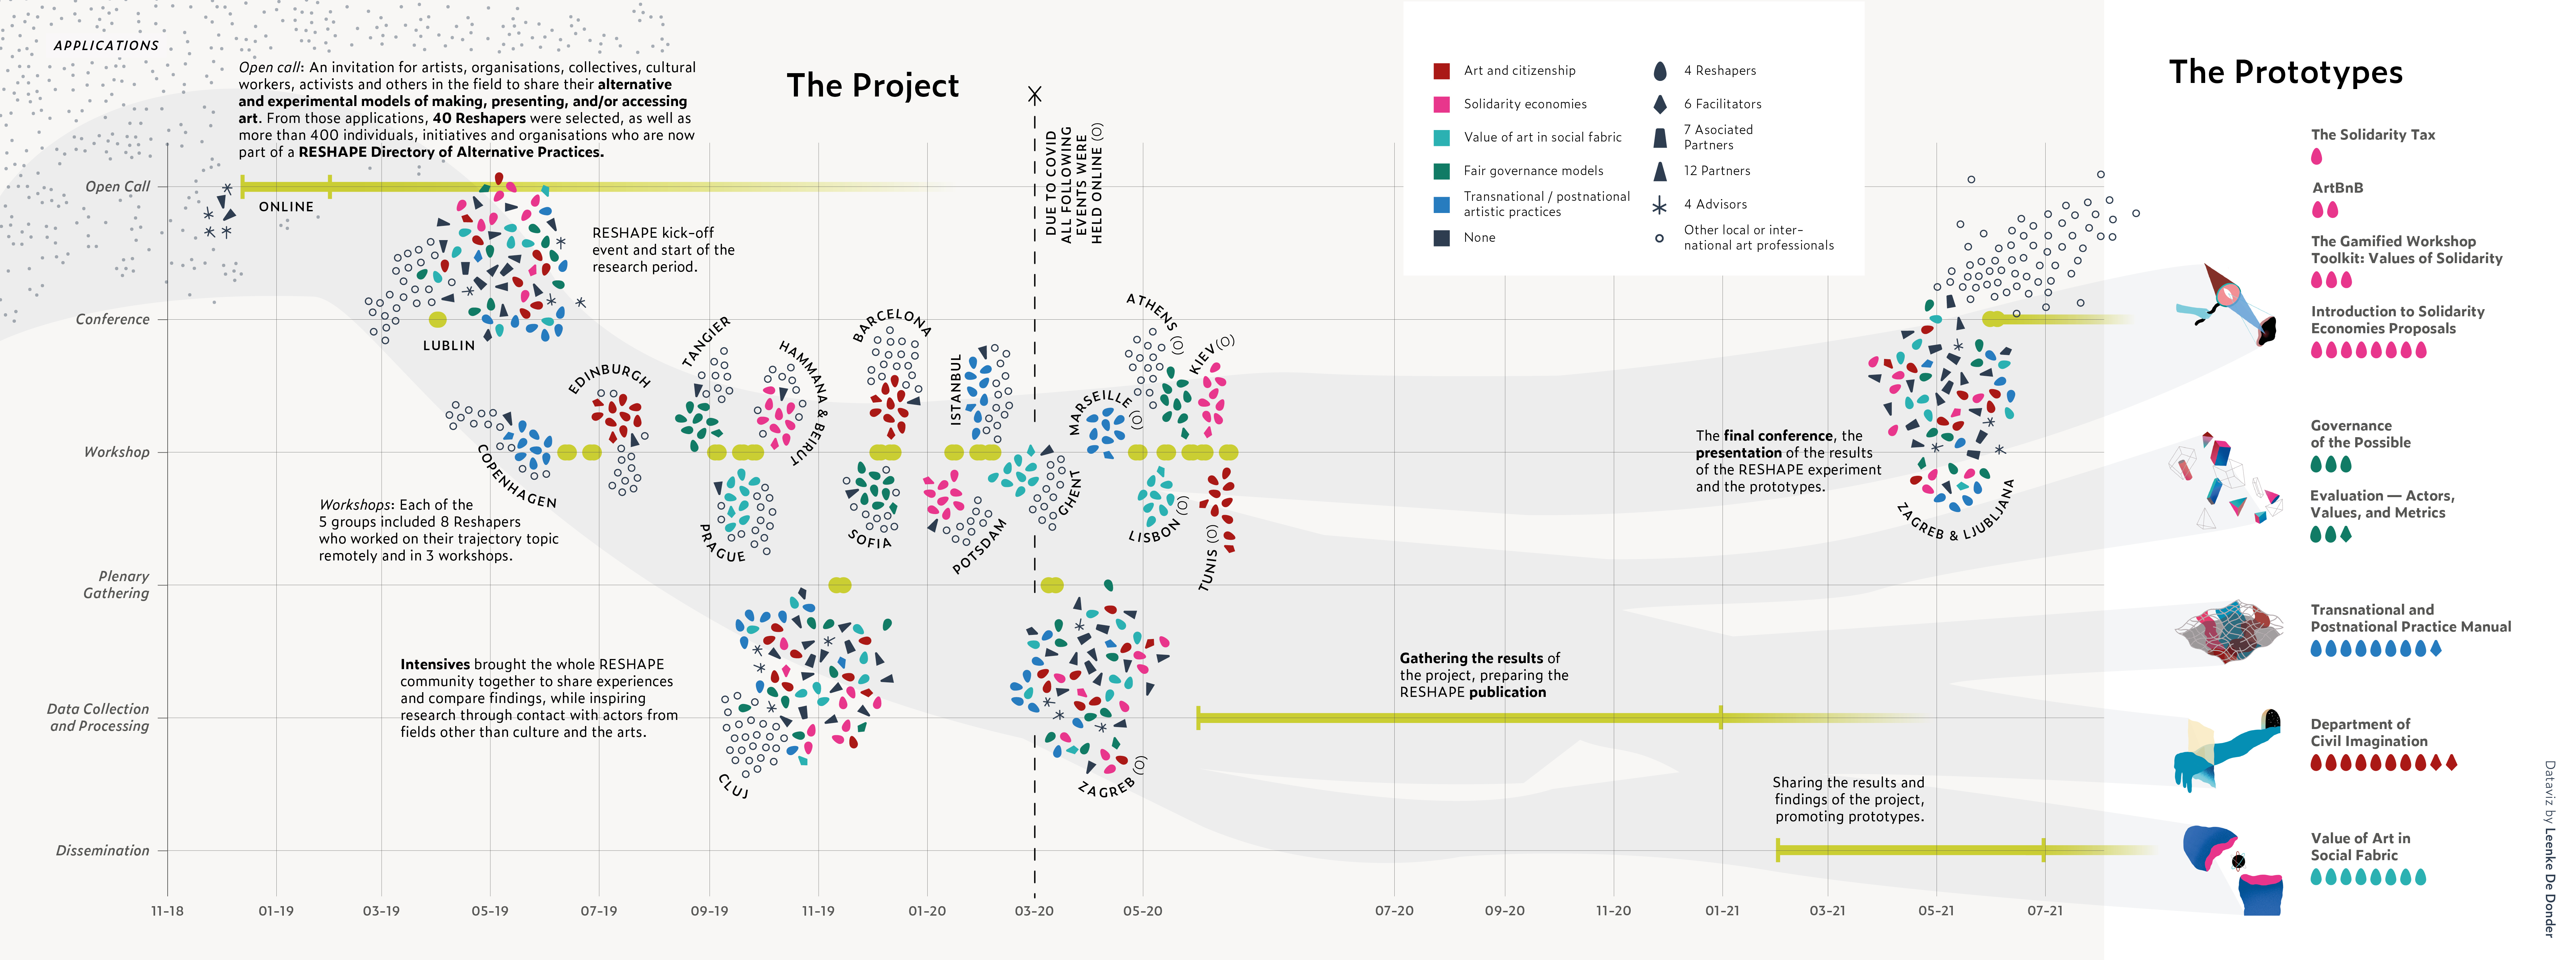 APPLICATIONS
Open call: An invitation for artists, organisations, collectives, cultural
workers, activists and others in the field to share their alternative
and experimental models of making, presenting, and/or accessing
art. From those applications, 40 Reshapers were selected, as well as
more than 400 individuals, initiatives and organisations who are now
part of a RESHAPE Directory of Alternative Practices.
The Project
DUE TO COVID
ALL FOLLOWING
EVENTS WERE
HELD ONLINE (O)
Art and citizenship
Solidarity economies
Value of art in social fabric
Fair governance models
Transnational / postnational
artistic practices
None
4 Reshapers
6 Facilitators
7 Asociated
Partners
12 Partners
4 Advisors
Other local or inter-
national art professionals
Open Call
Conference
Workshop
Plenary
Gathering
Data Collection
and Processing
Dissemination
ONLINE
RESHAPE kick-off
event and start of the
research period.
LUBLIN
EDINBURGH
COPENHAGEN
TANGIER
HAMMANA & BEIRUT
PRAGUE
BARCELONA
SOFIA
ISTANBUL
POTSDAM
GHENT
MARSEILLE (O)
ATHENS (O)
KIEV (O)
LISBON (O)
TUNIS (O)
Workshops: Each of the
5 groups included 8 Reshapers
who worked on their trajectory topic
remotely and in 3 workshops.
Intensives brought the whole RESHAPE
community together to share experiences
and compare findings, while inspiring
research through contact with actors from
fields other than culture and the arts.
CLUJ
ZAGREB (O)
Gathering the results of
the project, preparing the
RESHAPE publication
The final conference, the
presentation of the results
of the RESHAPE experiment
and the prototypes.
ZAGREB & LJUBLJANA
Sharing the results and
findings of the project,
promoting prototypes.
11-18
01-19
03-19
05-19
07-19
09-19
11-19
01-20
03-20
05-20
07-20
09-20
11-20
01-21
03-21
05-21
07-21
The Prototypes
The Solidarity Tax
ArtBnB
The Gamified Workshop
Toolkit: Values of Solidarity
Introduction to Solidarity
Economies Proposals
Governance
of the Possible
Evaluation — Actors,
Values, and Metrics
Transnational and
Postnational Practice Manual
Department of
Civil Imagination
Value of Art in
Social Fabric
Dataviz by Leenke De Donder